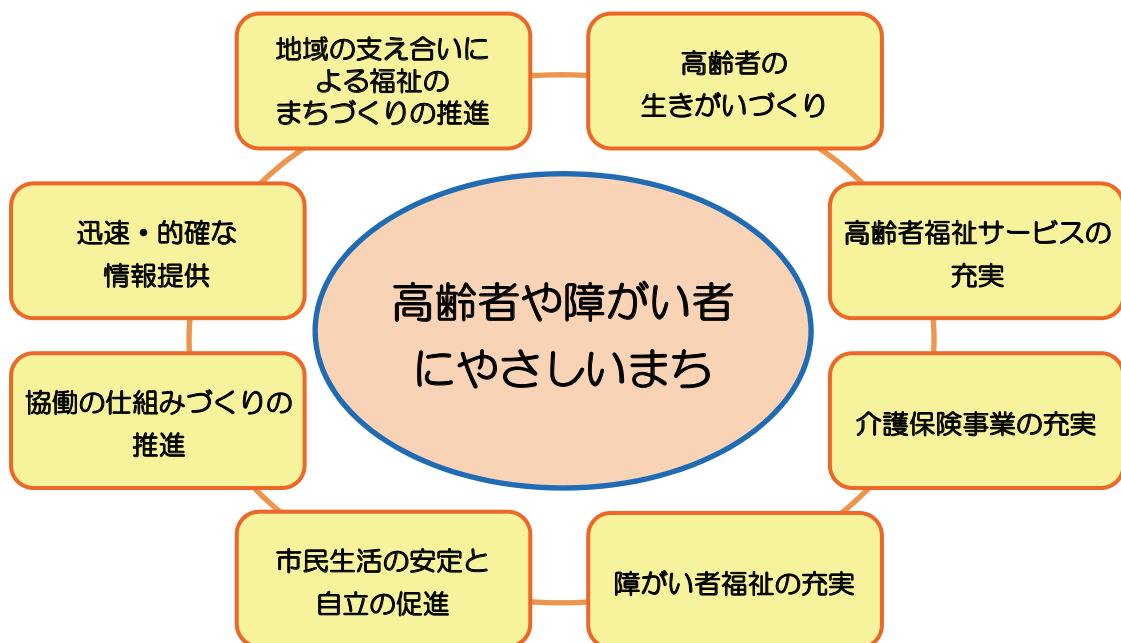 地域の支え合いに
よる福祉の
まちづくりの推進
高齢者の
生きがいづくり
迅速・的確な
情報提供
高齢者福祉サービスの
充実
高齢者や障がい者
にやさしいまち
協働の仕組みづくりの
推進
介護保険事業の充実
市民生活の安定と
自立の促進
障がい者福祉の充実